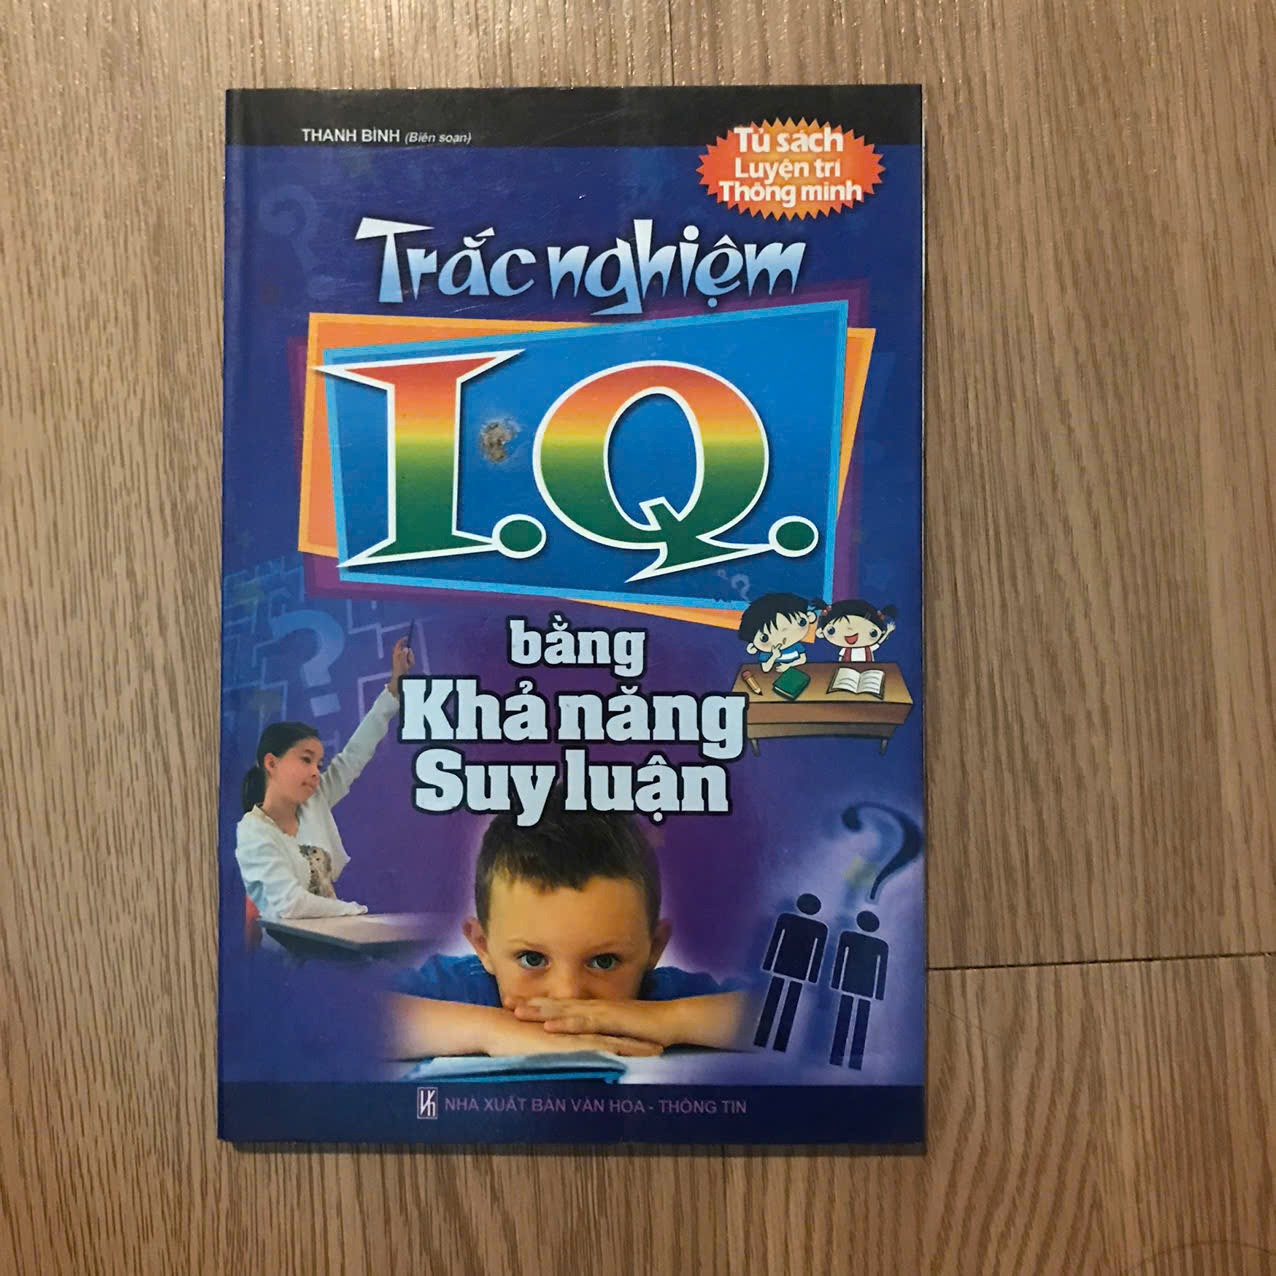 THANH BÌNH (Biên soạn)
Tủ sách
Luyện trí
Thông minh
Trắc nghiệm
I.Q.
bằng
Khả năng
Suy luận
NHÀ XUẤT BẢN VĂN HÓA - THÔNG TIN